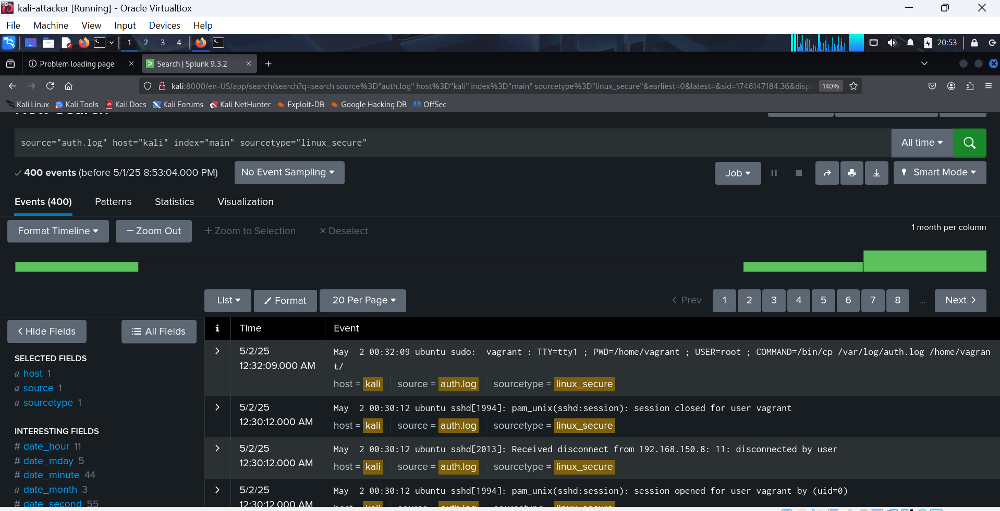 kali-attacker [Running] - Oracle VirtualBox
File Machine View Input Devices Help
1 2 3 4 20:53
Problem loading page Search | Splunk 9.3.2
kali:8000/en-US/app/search/search?q=search source%3D"auth.log" host%3D"kali" index%3D"main" sourcetype%3D"linux_secure"&earliest=0&latest=&sid=1746147184.36&displ 140%
Kali Linux Kali Tools Kali Docs Kali Forums Kali NetHunter Exploit-DB Google Hacking DB OffSec
New Search
source="auth.log" host="kali" index="main" sourcetype="linux_secure" All time
400 events (before 5/1/25 8:53:04.000 PM) No Event Sampling Job Smart Mode
Events (400) Patterns Statistics Visualization
Format Timeline — Zoom Out + Zoom to Selection × Deselect 1 month per column
List Format 20 Per Page < Prev 1 2 3 4 5 6 7 8 ... Next >
< Hide Fields All Fields
i Time Event
SELECTED FIELDS
a host 1
a source 1
a sourcetype 1
INTERESTING FIELDS
# date_hour 11
# date_mday 5
# date_minute 44
a date_month 3
# date_second 55
5/2/25
12:32:09.000 AM
May 2 00:32:09 ubuntu sudo: vagrant : TTY=tty1 ; PWD=/home/vagrant ; USER=root ; COMMAND=/bin/cp /var/log/auth.log /home/vagran
t/
host = kali source = auth.log sourcetype = linux_secure
5/2/25
12:30:12.000 AM
May 2 00:30:12 ubuntu sshd[1994]: pam_unix(sshd:session): session closed for user vagrant
host = kali source = auth.log sourcetype = linux_secure
5/2/25
12:30:12.000 AM
May 2 00:30:12 ubuntu sshd[2013]: Received disconnect from 192.168.150.8: 11: disconnected by user
host = kali source = auth.log sourcetype = linux_secure
5/2/25
12:30:12.000 AM
May 2 00:30:12 ubuntu sshd[1994]: pam_unix(sshd:session): session opened for user vagrant by (uid=0)
host = kali source = auth.log sourcetype = linux_secure